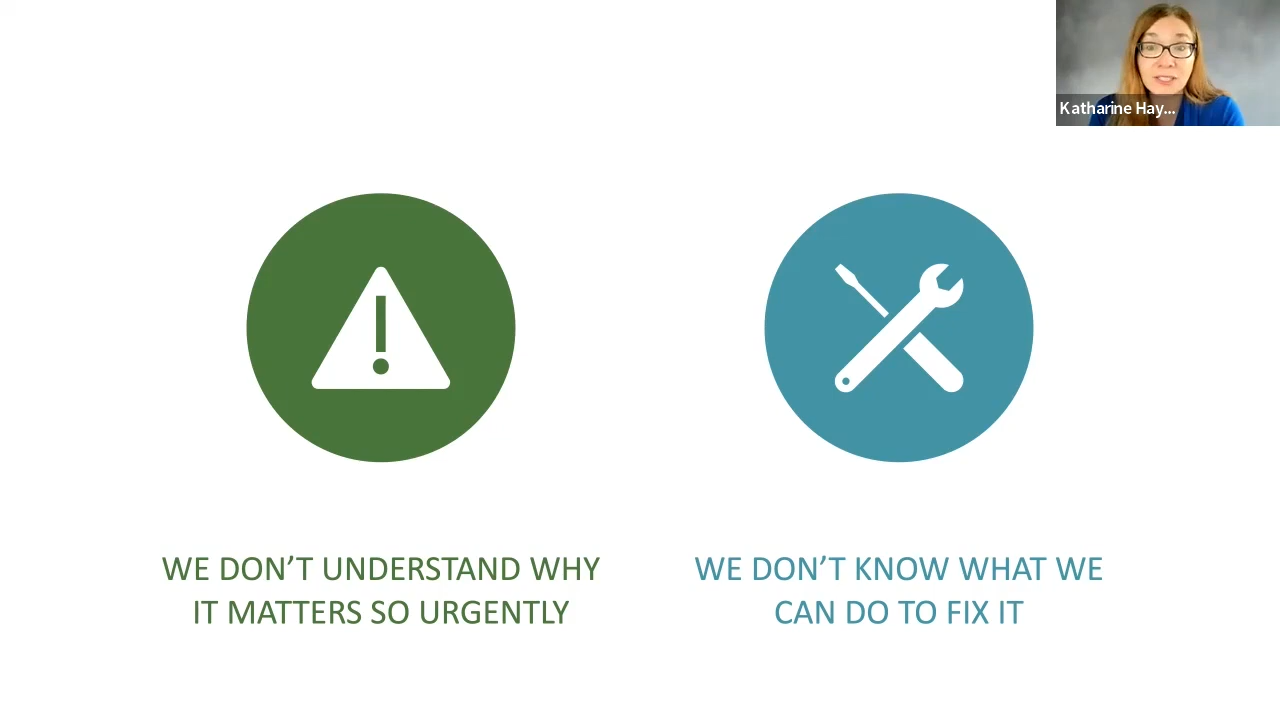 Katharine Hay...
WE DON’T UNDERSTAND WHY
IT MATTERS SO URGENTLY
WE DON’T KNOW WHAT WE
CAN DO TO FIX IT